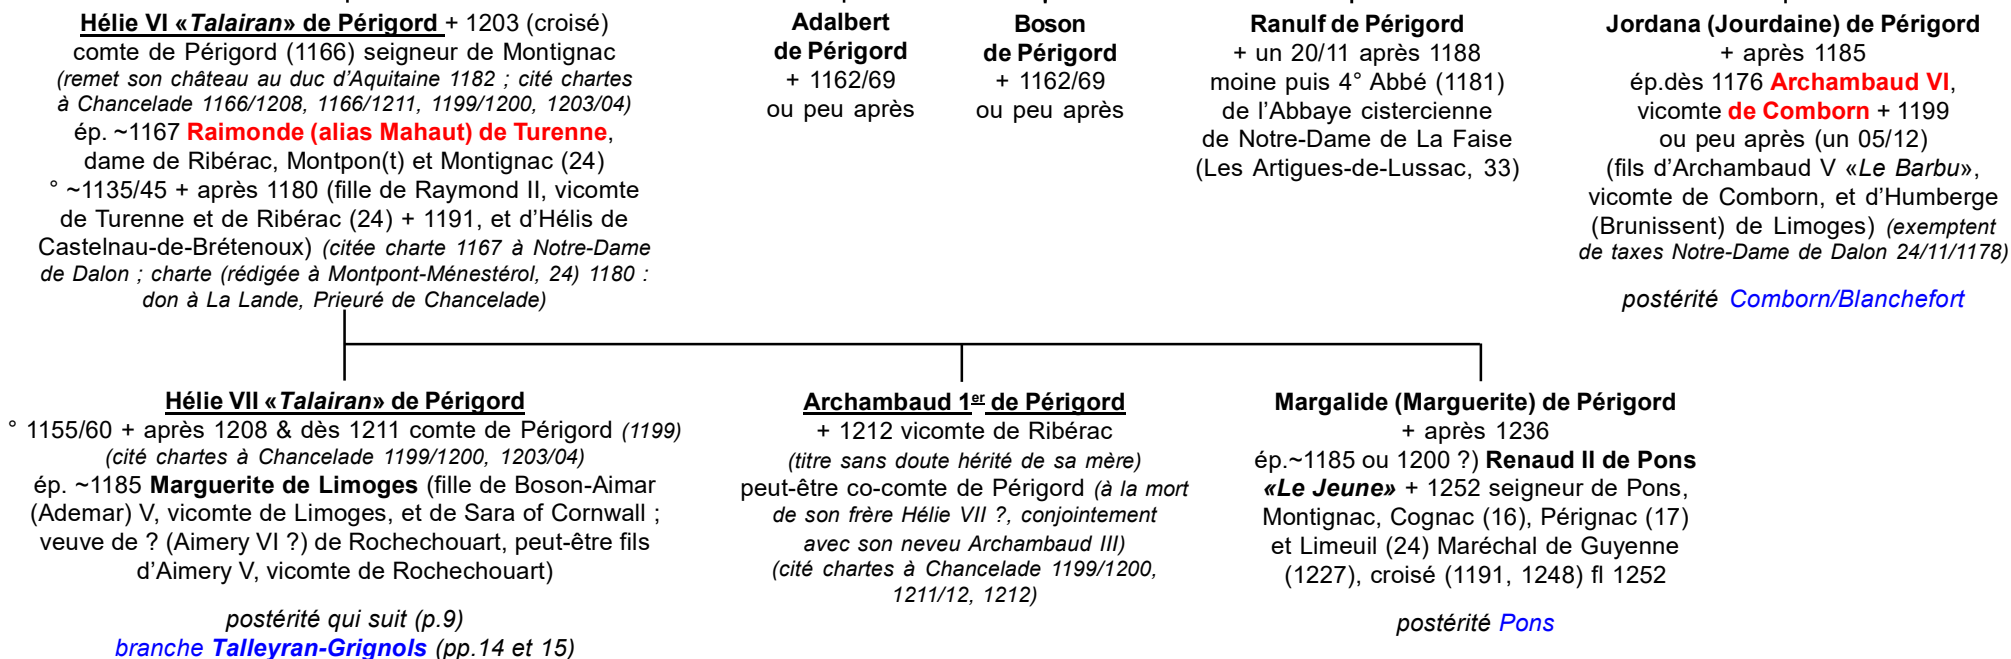 Hélie VI «Talairan» de Périgord + 1203 (croisé)
comte de Périgord (1166) seigneur de Montignac
(remet son château au duc d'Aquitaine 1182 ; cité chartes
à Chancelade 1166/1208, 1166/1211, 1199/1200, 1203/04)
ép. ~1167 Raimonde (alias Mahaut) de Turenne,
dame de Ribérac, Montpon(t) et Montignac (24)
° ~1135/45 + après 1180 (fille de Raymond II, vicomte
de Turenne et de Ribérac (24) + 1191, et d'Hélis de
Castelnau-de-Brétenoux) (citée charte 1167 à Notre-Dame
de Dalon ; charte (rédigée à Montpont-Ménestérol, 24) 1180 :
don à La Lande, Prieuré de Chancelade)
Adalbert
de Périgord
+ 1162/69
ou peu après
Boson
de Périgord
+ 1162/69
ou peu après
Ranulf de Périgord
+ un 20/11 après 1188
moine puis 4° Abbé (1181)
de l'Abbaye cistercienne
de Notre-Dame de La Faise
(Les Artigues-de-Lussac, 33)
Jordana (Jourdaine) de Périgord
+ après 1185
ép.dès 1176 Archambaud VI,
vicomte de Comborn + 1199
ou peu après (un 05/12)
(fils d'Archambaud V «Le Barbu»,
vicomte de Comborn, et d'Humberge
(Brunissent) de Limoges) (exemptent
de taxes Notre-Dame de Dalon 24/11/1178)
postérité Comborn/Blanchefort
Hélie VII «Talairan» de Périgord
° 1155/60 + après 1208 & dès 1211 comte de Périgord (1199)
(cité chartes à Chancelade 1199/1200, 1203/04)
ép. ~1185 Marguerite de Limoges (fille de Boson-Aimar
(Ademar) V, vicomte de Limoges, et de Sara of Cornwall ;
veuve de ? (Aimery VI ?) de Rochechouart, peut-être fils
d'Aimery V, vicomte de Rochechouart)
postérité qui suit (p.9)
branche Talleyran-Grignols (pp.14 et 15)
Archambaud 1er de Périgord
+ 1212 vicomte de Ribérac
(titre sans doute hérité de sa mère)
peut-être co-comte de Périgord (à la mort
de son frère Hélie VII ?, conjointement
avec son neveu Archambaud III)
(cité chartes à Chancelade 1199/1200,
1211/12, 1212)
Margalide (Marguerite) de Périgord
+ après 1236
ép.~1185 ou 1200 ?) Renaud II de Pons
«Le Jeune» + 1252 seigneur de Pons,
Montignac, Cognac (16), Pérignac (17)
et Limeuil (24) Maréchal de Guyenne
(1227), croisé (1191, 1248) fl 1252
postérité Pons